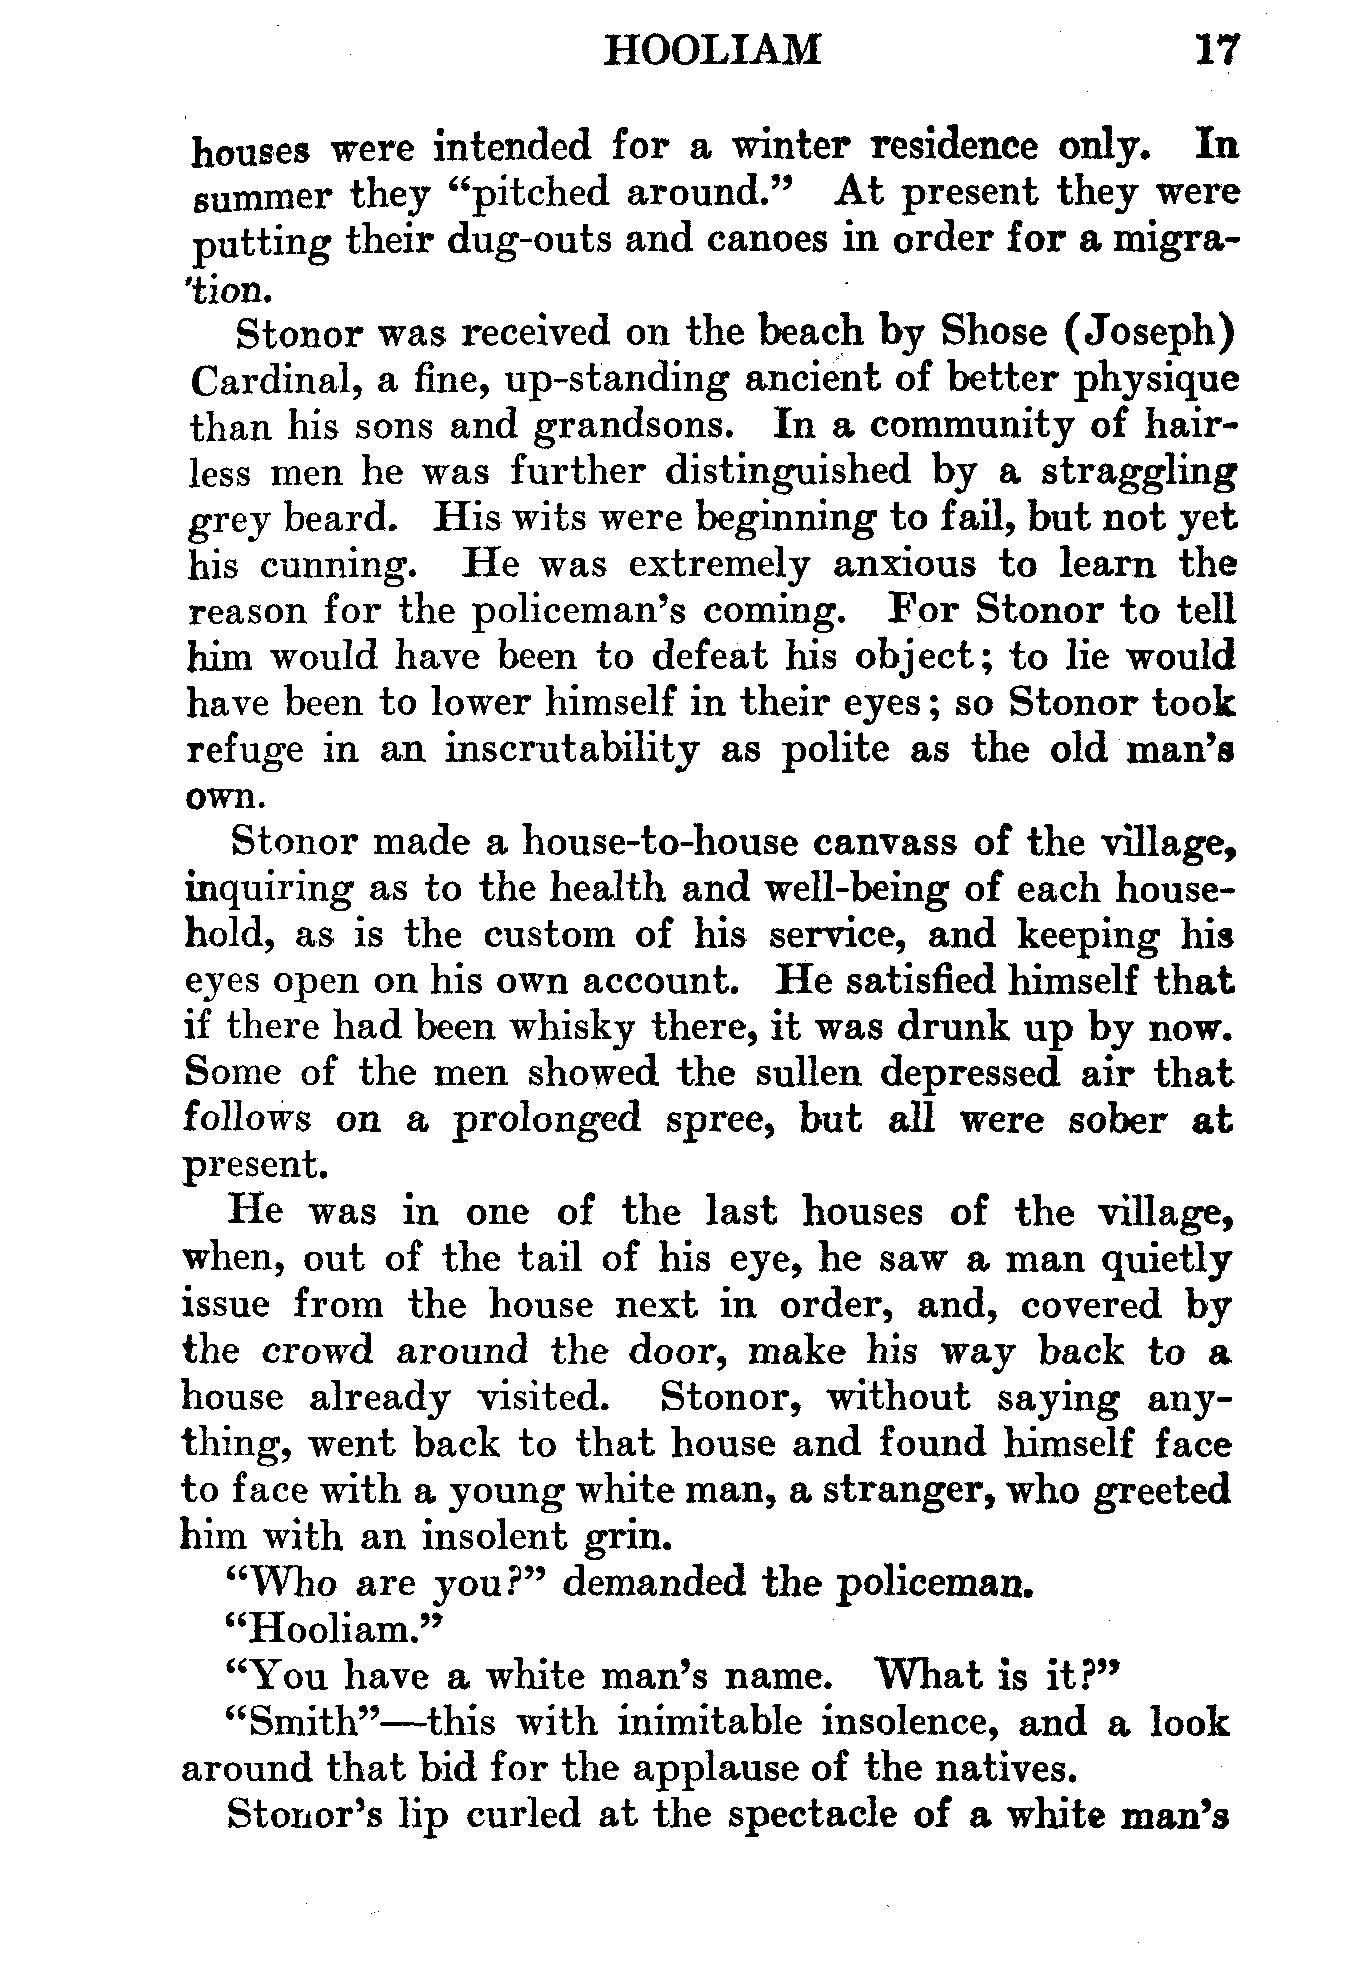 HOOLIAM 17
houses were intended for a winter residence only. In
summer they “pitched around.” At present they were
putting their dug-outs and canoes in order for a migra-
tion.
Stonor was received on the beach by Shose (Joseph)
Cardinal, a fine, up-standing ancient of better physique
than his sons and grandsons. In a community of hair-
less men he was further distinguished by a straggling
grey beard. His wits were beginning to fail, but not yet
his cunning. He was extremely anxious to learn the
reason for the policeman’s coming. For Stonor to tell
him would have been to defeat his object; to lie would
have been to lower himself in their eyes; so Stonor took
refuge in an inscrutability as polite as the old man’s
own.
Stonor made a house-to-house canvass of the village,
inquiring as to the health and well-being of each house-
hold, as is the custom of his service, and keeping his
eyes open on his own account. He satisfied himself that
if there had been whisky there, it was drunk up by now.
Some of the men showed the sullen depressed air that
follows on a prolonged spree, but all were sober at
present.
He was in one of the last houses of the village,
when, out of the tail of his eye, he saw a man quietly
issue from the house next in order, and, covered by
the crowd around the door, make his way back to a
house already visited. Stonor, without saying any-
thing, went back to that house and found himself face
to face with a young white man, a stranger, who greeted
him with an insolent grin.
“Who are you?” demanded the policeman.
“Hooliam.”
“You have a white man’s name. What is it?”
“Smith”—this with inimitable insolence, and a look
around that bid for the applause of the natives.
Stonor’s lip curled at the spectacle of a white man’s